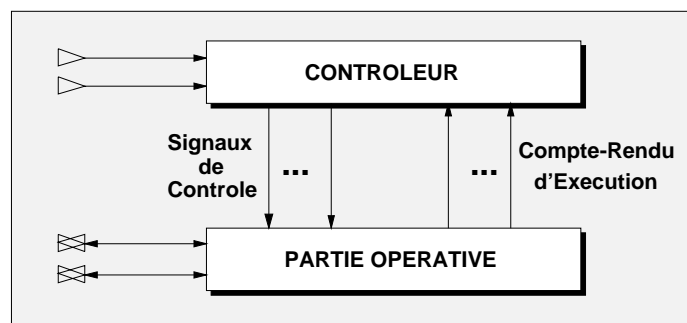 CONTROLEUR
Signaux
de
Controle
...
...
Compte-Rendu
d'Execution
PARTIE OPERATIVE